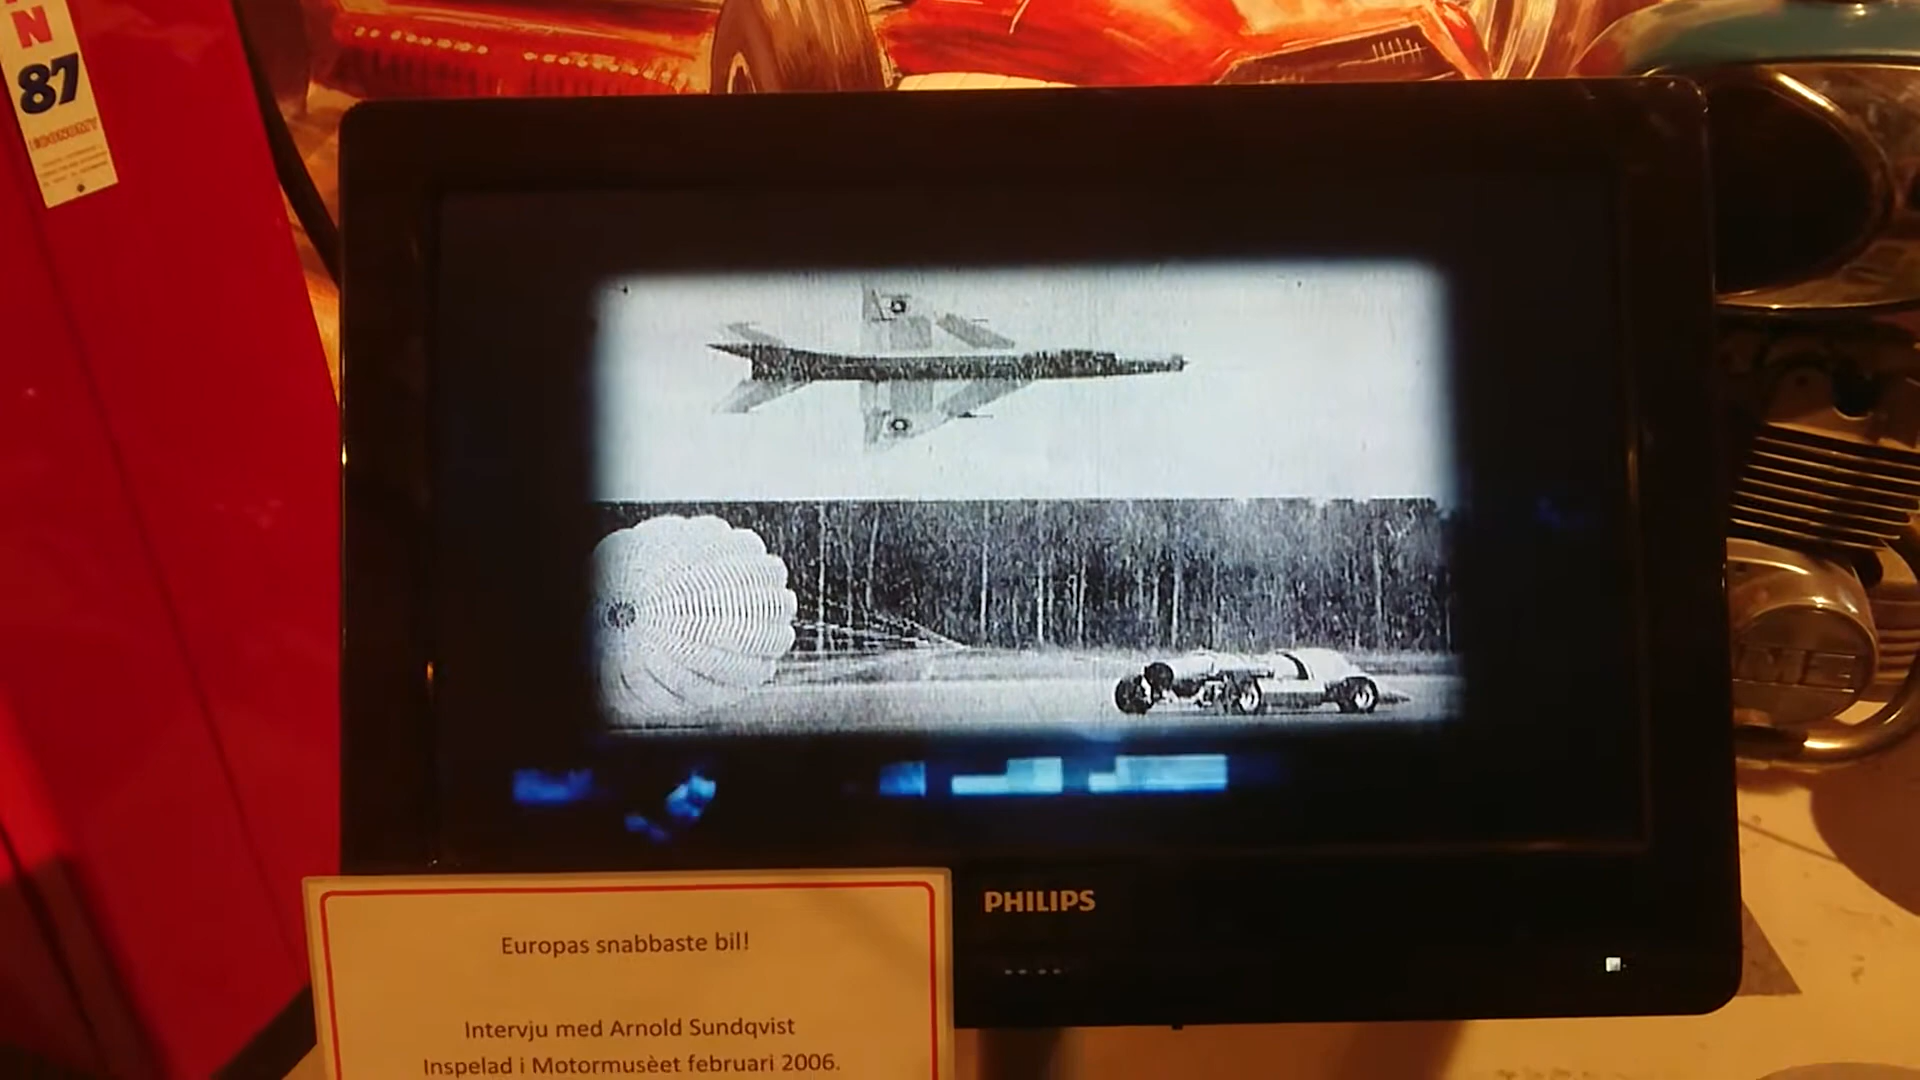 N
87
PHILIPS
Europas snabbaste bil!
Intervju med Arnold Sundqvist
Inspelad i Motormusèet februari 2006.